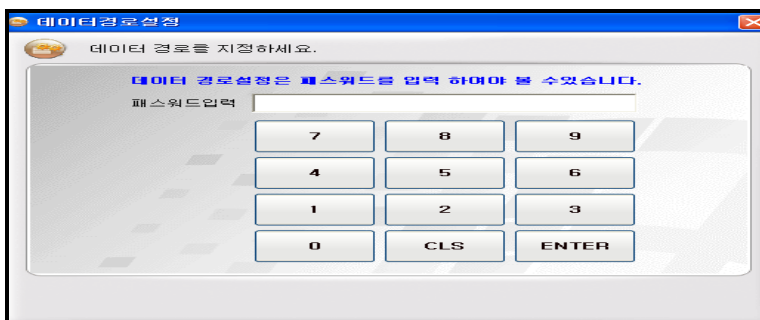 데이터경로설정
데이터 경로를 지정하세요.
데이터 경로설정은 패스워드를 입력 하여야 볼 수있습니다.
패스워드입력
7 8 9
4 5 6
1 2 3
0 CLS ENTER